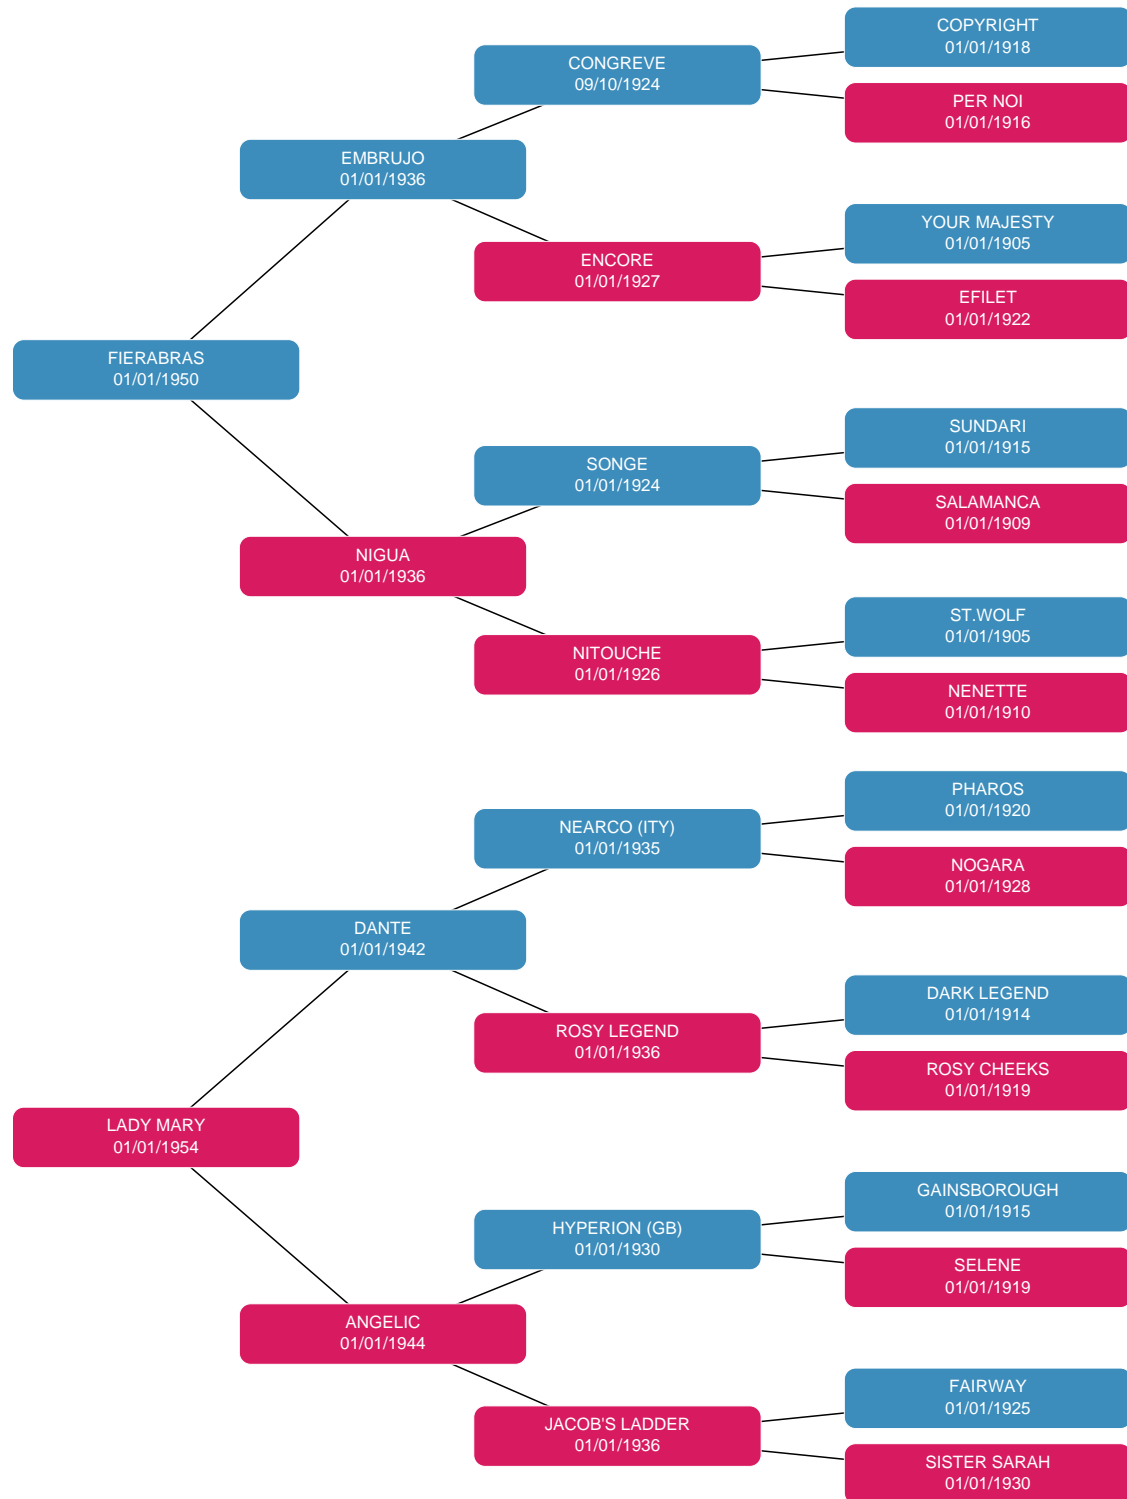 COPYRIGHT
01/01/1918
CONGREVE
09/10/1924
PER NOI
01/01/1916
EMBRUJO
01/01/1936
YOUR MAJESTY
01/01/1905
ENCORE
01/01/1927
EFILET
01/01/1922
FIERABRAS
01/01/1950
SUNDARI
01/01/1915
SONGE
01/01/1924
SALAMANCA
01/01/1909
NIGUA
01/01/1936
ST.WOLF
01/01/1905
NITOUCHE
01/01/1926
NENETTE
01/01/1910
PHAROS
01/01/1920
NEARCO (ITY)
01/01/1935
NOGARA
01/01/1928
DANTE
01/01/1942
DARK LEGEND
01/01/1914
ROSY LEGEND
01/01/1936
ROSY CHEEKS
01/01/1919
LADY MARY
01/01/1954
GAINSBOROUGH
01/01/1915
HYPERION (GB)
01/01/1930
SELENE
01/01/1919
ANGELIC
01/01/1944
FAIRWAY
01/01/1925
JACOB'S LADDER
01/01/1936
SISTER SARAH
01/01/1930